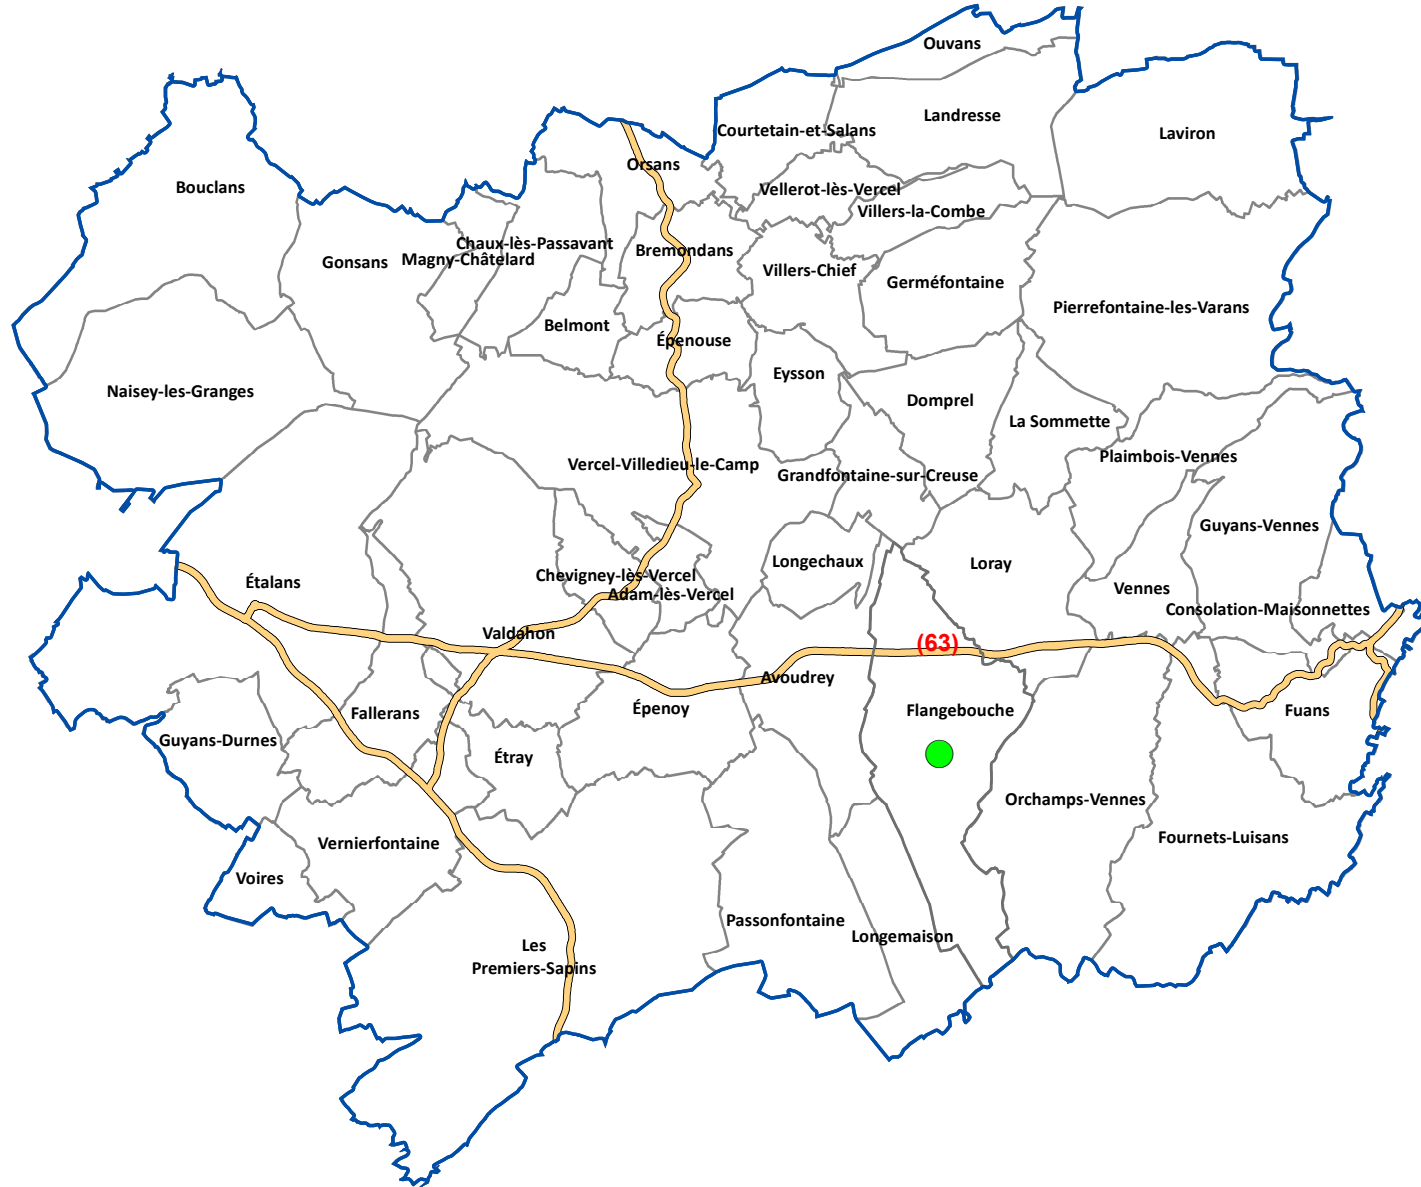 Ouvans
Landresse
Courtetain-et-Salans
Laviron
Orsans
Bouclans
Vellerot-lès-Vercel
Villers-la-Combe
Chaux-lès-Passavant
Bremondans
Magny-Châtelard
Gonsans
Villers-Chief
Germéfontaine
Pierrefontaine-les-Varans
Belmont
Épenouse
Eysson
Naisey-les-Granges
Domprel
La Sommette
Plaimbois-Vennes
Vercel-Villedieu-le-Camp
Grandfontaine-sur-Creuse
Guyans-Vennes
Longechaux
Loray
Chevigney-lès-Vercel
Étalans
Vennes
Adam-lès-Vercel
Consolation-Maisonnettes
Valdahon
(63)
Avoudrey
Épenoy
Flangebouche
Fuans
Fallerans
Guyans-Durnes
Étray
Orchamps-Vennes
Fournets-Luisans
Vernierfontaine
Voires
Passonfontaine
Longemaison
Les
Premiers-Sapins